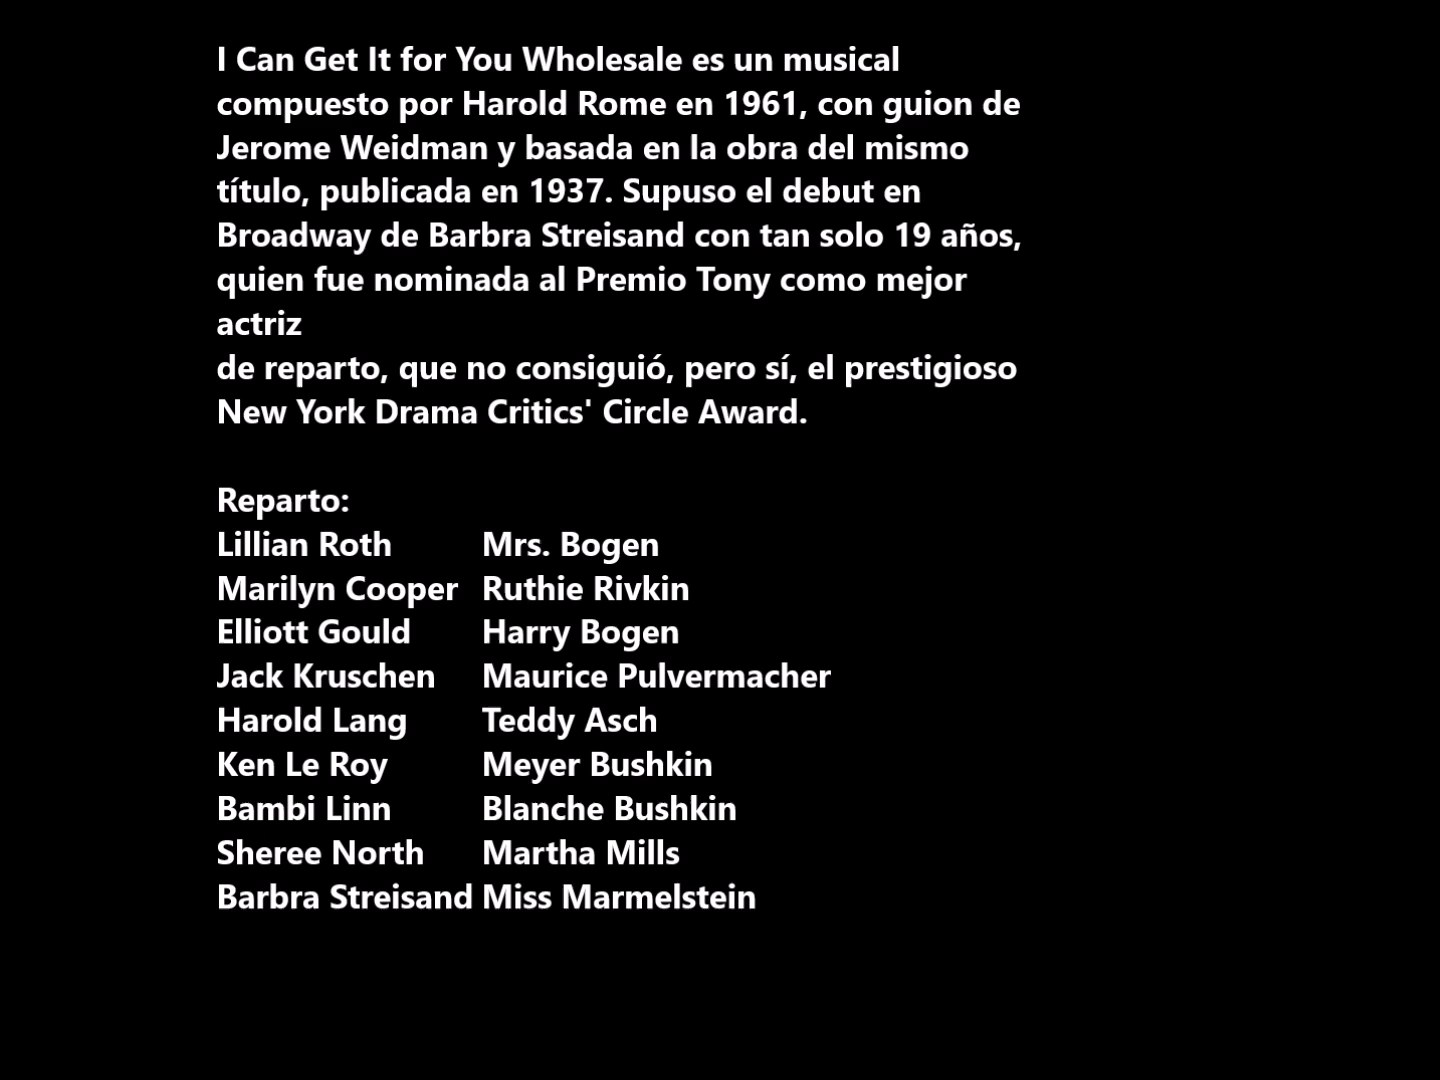 I Can Get It for You Wholesale es un musical
compuesto por Harold Rome en 1961, con guion de
Jerome Weidman y basada en la obra del mismo
título, publicada en 1937. Supuso el debut en
Broadway de Barbra Streisand con tan solo 19 años,
quien fue nominada al Premio Tony como mejor
actriz
de reparto, que no consiguió, pero sí, el prestigioso
New York Drama Critics' Circle Award.

Reparto:
Lillian Roth Mrs. Bogen
Marilyn Cooper Ruthie Rivkin
Elliott Gould Harry Bogen
Jack Kruschen Maurice Pulvermacher
Harold Lang Teddy Asch
Ken Le Roy Meyer Bushkin
Bambi Linn Blanche Bushkin
Sheree North Martha Mills
Barbra Streisand Miss Marmelstein